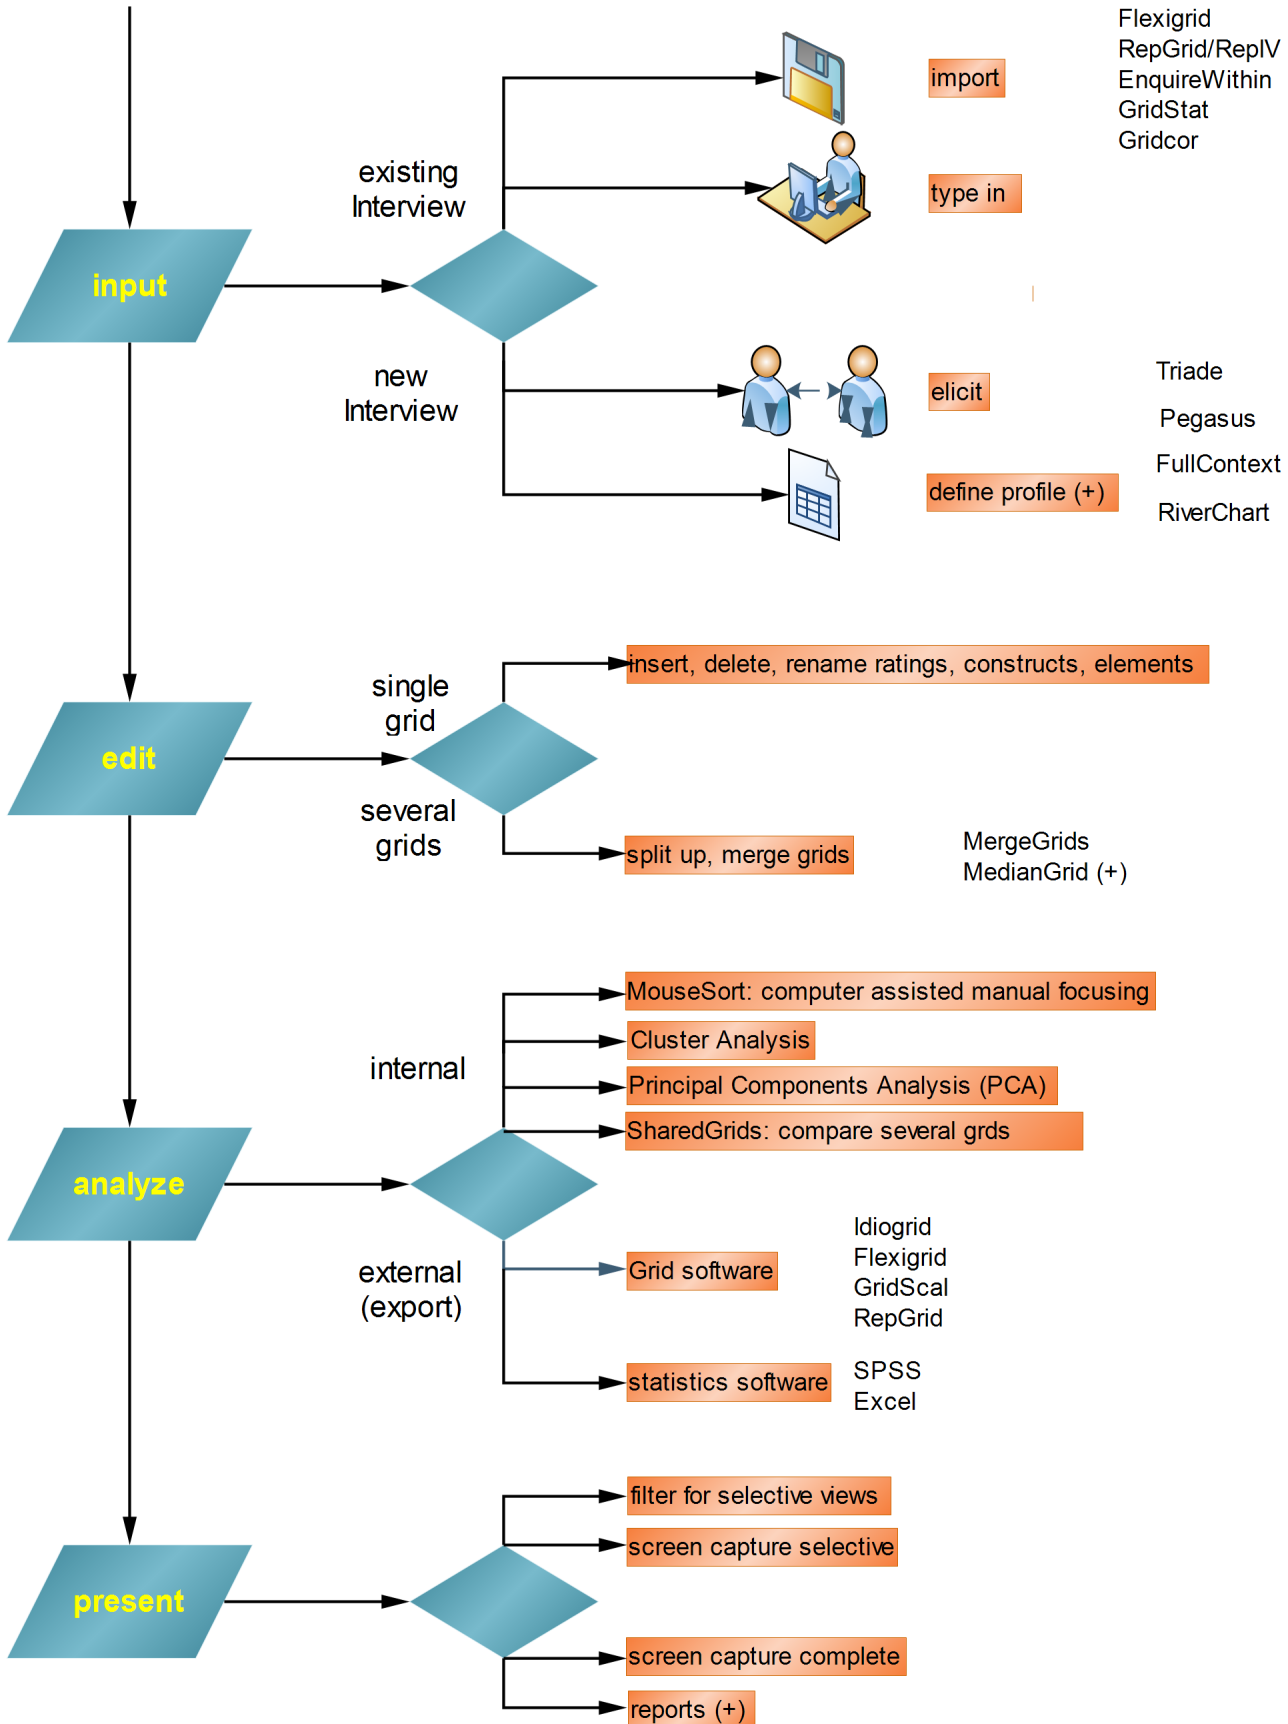 Flexigrid
RepGrid/RepIV
EnquireWithin
GridStat
Gridcor
import
existing
Interview
type in
input
new
Interview
elicit
Triade
Pegasus
FullContext
define profile (+)
RiverChart
insert, delete, rename ratings, constructs, elements
single
grid
edit
several
grids
split up, merge grids
MergeGrids
MedianGrid (+)
MouseSort: computer assisted manual focusing
Cluster Analysis
internal
Principal Components Analysis (PCA)
SharedGrids: compare several grds
analyze
external
(export)
Grid software
Idiogrid
Flexigrid
GridScal
RepGrid
statistics software
SPSS
Excel
filter for selective views
screen capture selective
present
screen capture complete
reports (+)